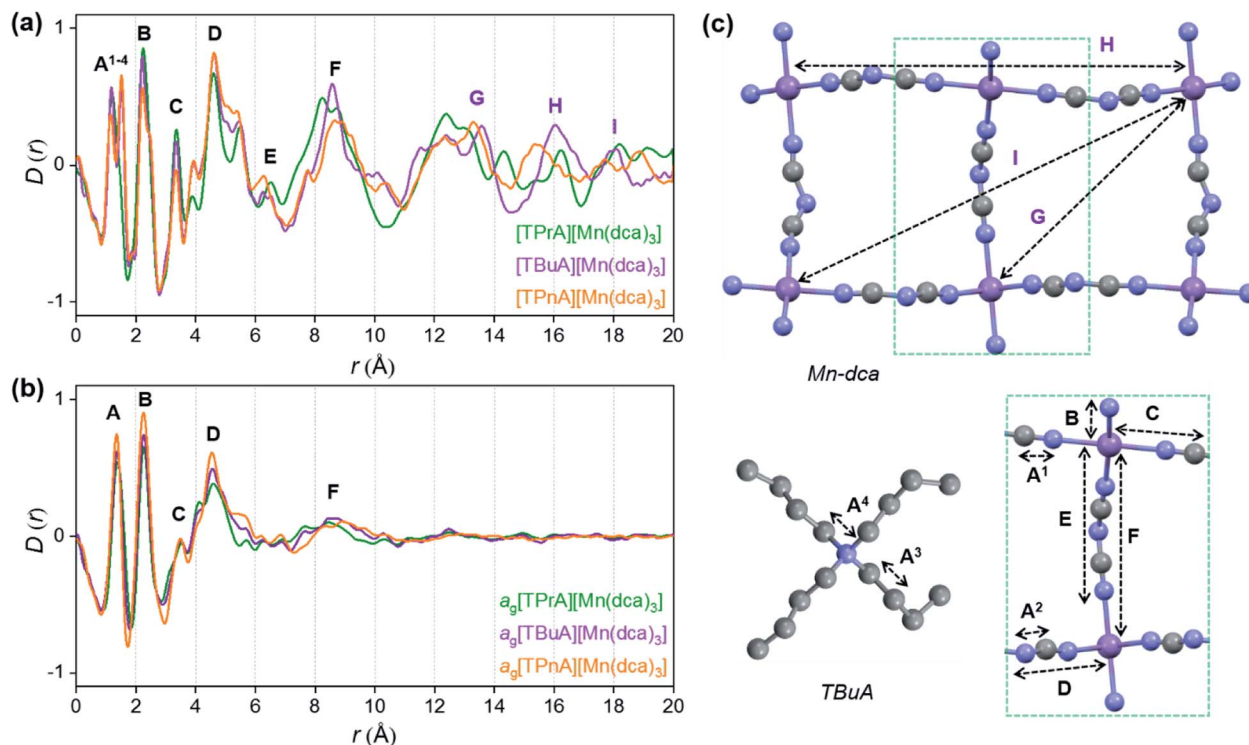 (a)
D (r)
1
0
-1
A¹⁻⁴
B
C
D
E
F
G
H
I
[TPrA][Mn(dca)₃]
[TBuA][Mn(dca)₃]
[TPnA][Mn(dca)₃]
0 2 4 6 8 10 12 14 16 18 20
r (Å)
(b)
D (r)
1
0
-1
A
B
C
D
F
a_g[TPrA][Mn(dca)₃]
a_g[TBuA][Mn(dca)₃]
a_g[TPnA][Mn(dca)₃]
0 2 4 6 8 10 12 14 16 18 20
r (Å)
(c)
H
I
G
Mn-dca
A⁴
A³
TBuA
B
C
A¹
E
F
A²
D